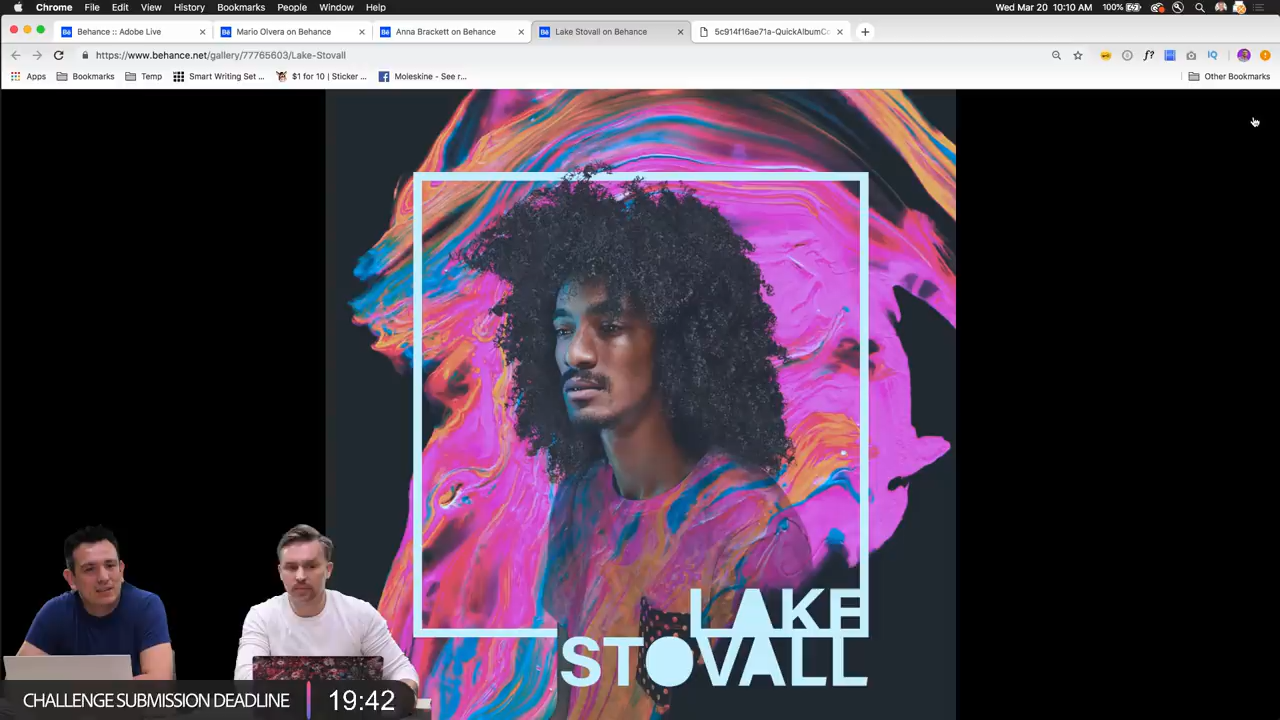 Chrome File Edit View History Bookmarks People Window Help 100% Wed Mar 20 10:10 AM
Behance :: Adobe Live Mario Olvera on Behance Anna Brackett on Behance Lake Stovall on Behance 5c914f16ae71a-QuickAlbumCo
https://www.behance.net/gallery/77765603/Lake-Stovall
Apps Bookmarks Temp Smart Writing Set ... $1 for 10 | Sticker ... Moleskine - See r... Other Bookmarks
LAKE
STOVALL
CHALLENGE SUBMISSION DEADLINE 19:42